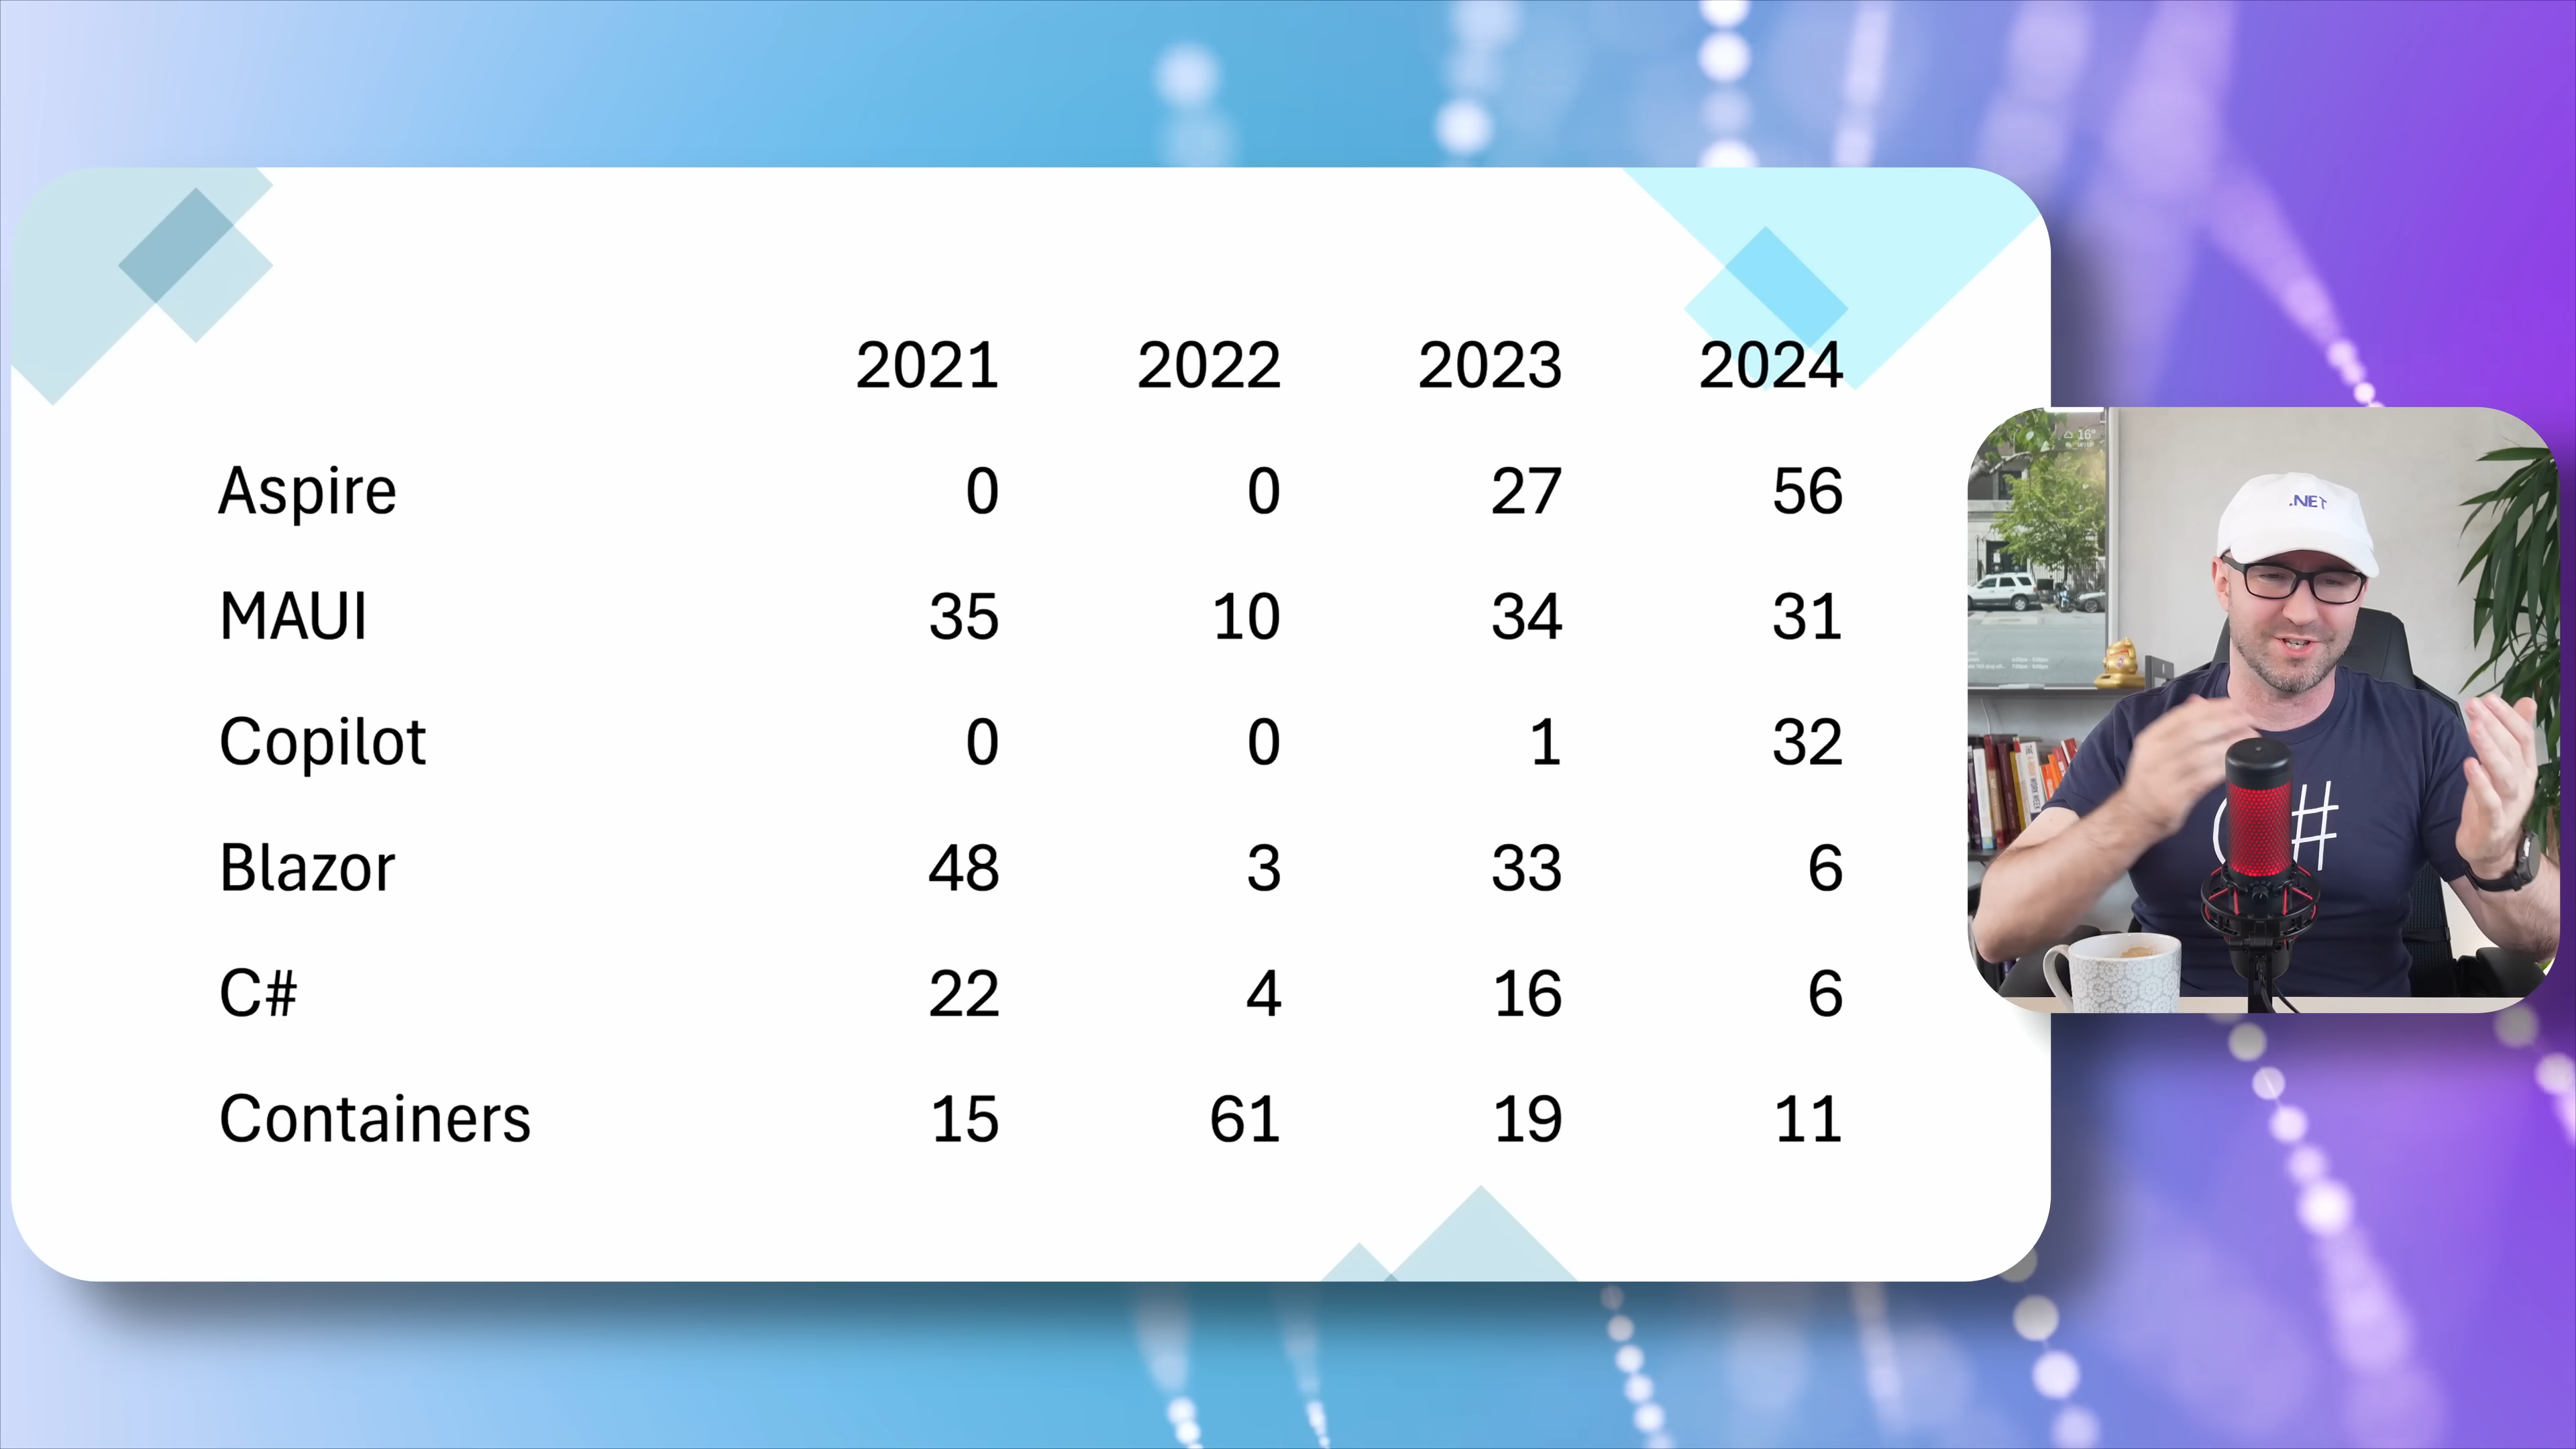 2021 2022 2023 2024
Aspire 0 0 27 56
MAUI 35 10 34 31
Copilot 0 0 1 32
Blazor 48 3 33 6
C# 22 4 16 6
Containers 15 61 19 11
16°
.NET
#